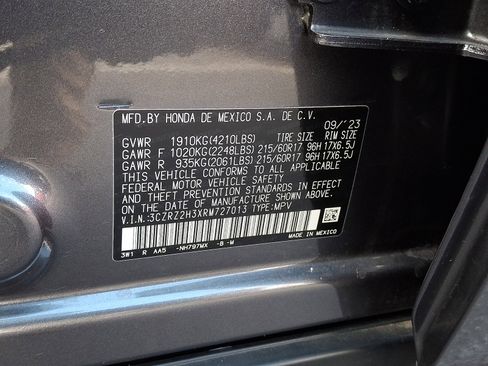 MFD.BY HONDA DE MEXICO S.A. DE C.V.
09/'23
GVWR 1910KG(4210LBS) TIRE SIZE RIM SIZE
GAWR F 1020KG(2248LBS) 215/60R17 96H 17X6.5J
GAWR R 935KG(2061LBS) 215/60R17 96H 17X6.5J
THIS VEHICLE CONFORMS TO ALL APPLICABLE
FEDERAL MOTOR VEHICLE SAFETY, AND
THEFT PREVENTION STANDARDS IN EFFECT ON
THE DATE OF MANUFACTURE SHOWN ABOVE.
V.I.N.:3CZRZ2H3XRM727013 TYPE:MPV
3W1 R AA5 -NH797MX -B -M MADE IN MEXICO